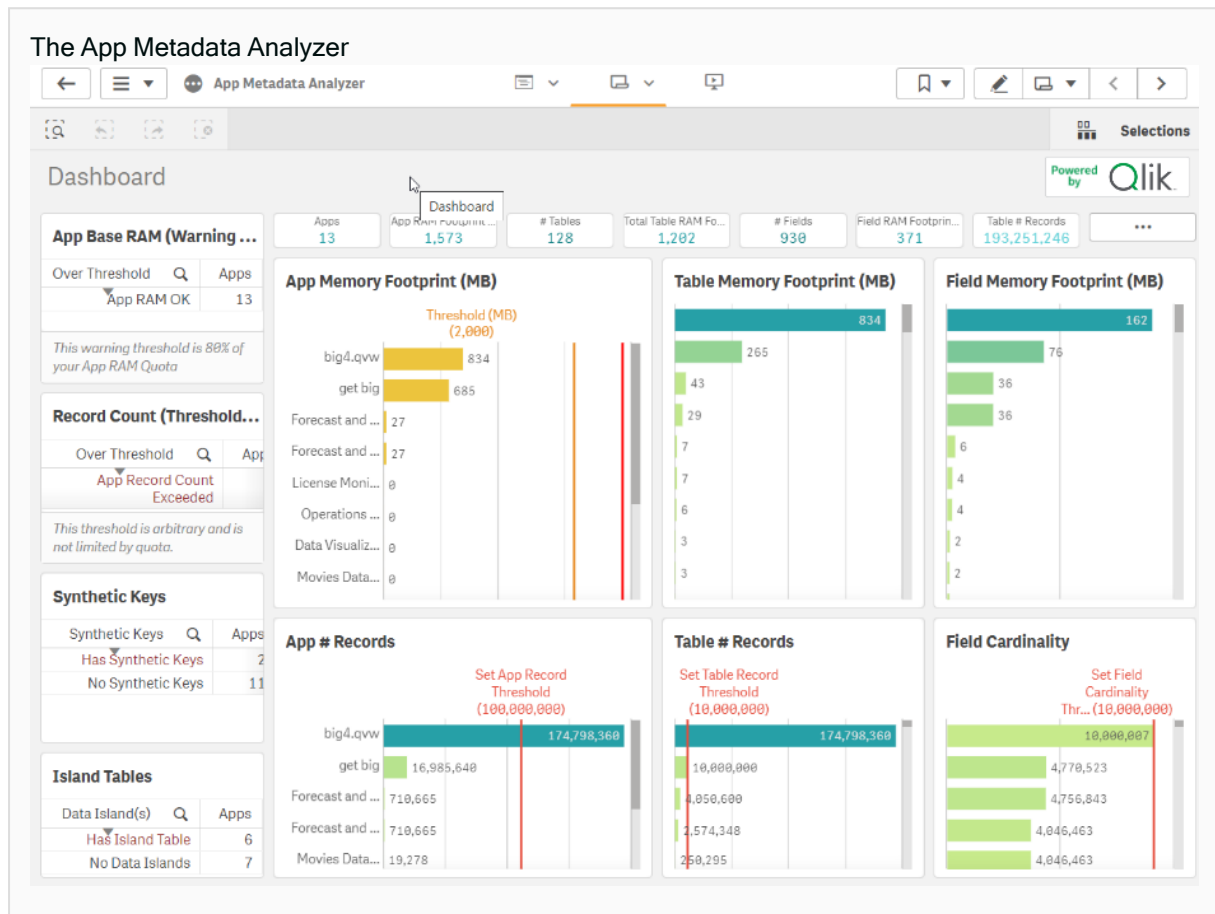 The App Metadata Analyzer
App Metadata Analyzer
Selections
Dashboard
Powered
by
Qlik
Dashboard
Apps
13
App RAM Footprint ...
1,573
# Tables
128
Total Table RAM Fo...
1,202
# Fields
930
Field RAM Footprin...
371
Table # Records
193,251,246
...
App Base RAM (Warning ...
Over Threshold Apps
App RAM OK 13
This warning threshold is 80% of
your App RAM Quota
Record Count (Threshold...
Over Threshold App
App Record Count
Exceeded
This threshold is arbitrary and is
not limited by quota.
Synthetic Keys
Synthetic Keys Apps
Has Synthetic Keys 2
No Synthetic Keys 11
Island Tables
Data Island(s) Apps
Has Island Table 6
No Data Islands 7
App Memory Footprint (MB)
Threshold (MB)
(2,000)
big4.qvw 834
get big 685
Forecast and ... 27
Forecast and ... 27
License Moni... 0
Operations ... 0
Data Visualiz... 0
Movies Data... 0
Table Memory Footprint (MB)
834
265
43
29
7
7
6
3
3
Field Memory Footprint (MB)
162
76
36
36
6
4
4
2
2
App # Records
Set App Record
Threshold
(100,000,000)
big4.qvw 174,798,360
get big 16,985,640
Forecast and ... 710,665
Forecast and ... 710,665
Movies Data... 19,278
Table # Records
Set Table Record
Threshold
(10,000,000)
174,798,360
10,000,000
4,050,600
2,574,348
250,295
Field Cardinality
Set Field
Cardinality
Thr... (10,000,000)
10,000,007
4,770,523
4,756,843
4,046,463
4,046,463